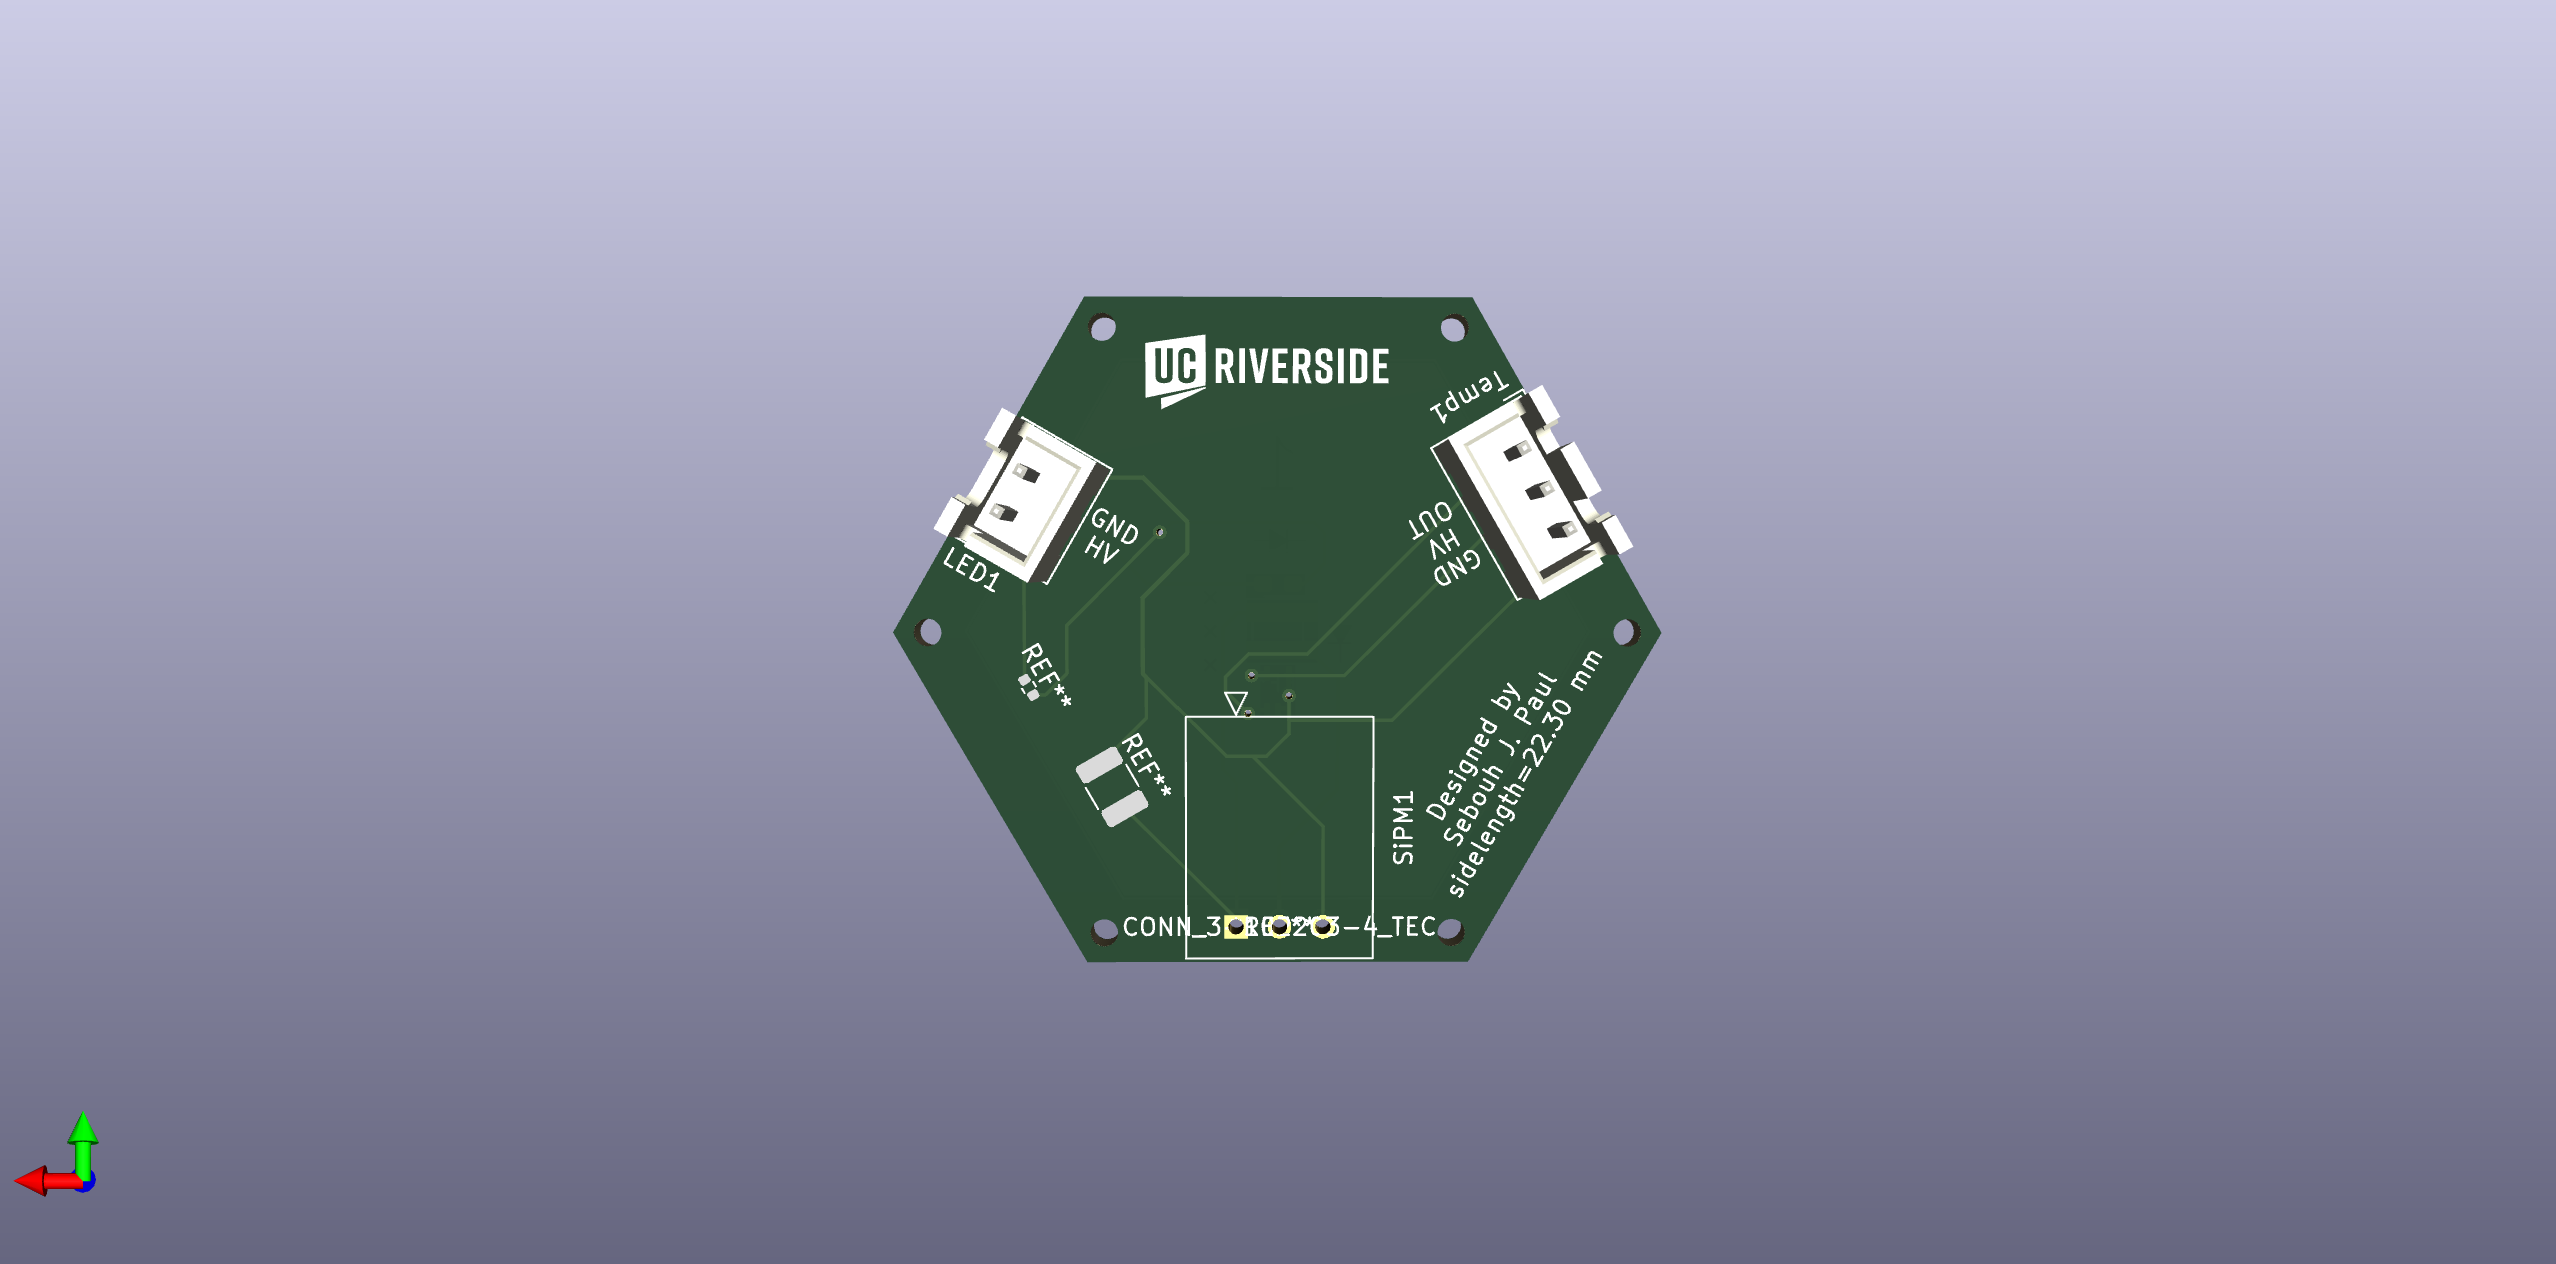 UC RIVERSIDE
Temp1
OUT
HV
GND
GND
HV
LED1
REF**
REF**
Designed by
Sebouh J. Paul
sidelength=22.30 mm
SiPM1
CONN_3 3-4_TEC